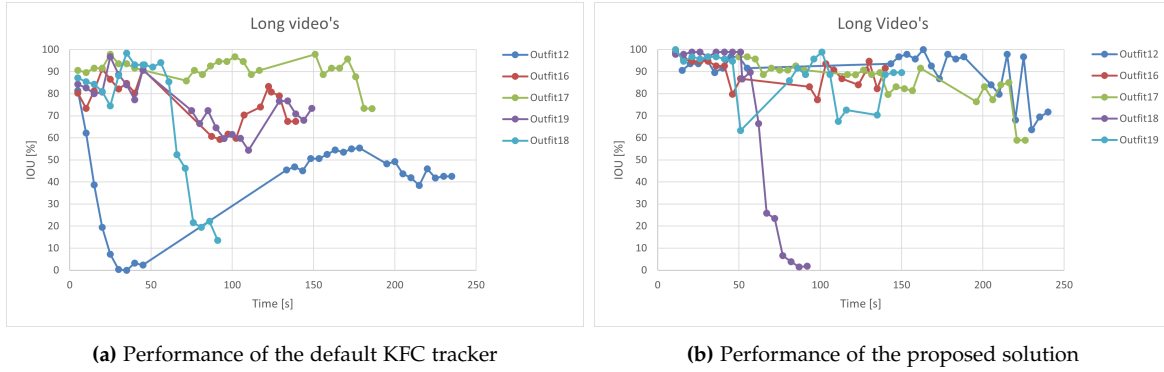 Long video's
100
90
80
70
60
50
40
30
20
10
0
IOU [%]
0 50 100 150 200 250
Time [s]
Outfit12
Outfit16
Outfit17
Outfit19
Outfit18
(a) Performance of the default KFC tracker
Long Video's
100
90
80
70
60
50
40
30
20
10
0
IOU [%]
0 50 100 150 200 250
Time [s]
Outfit12
Outfit16
Outfit17
Outfit18
Outfit19
(b) Performance of the proposed solution